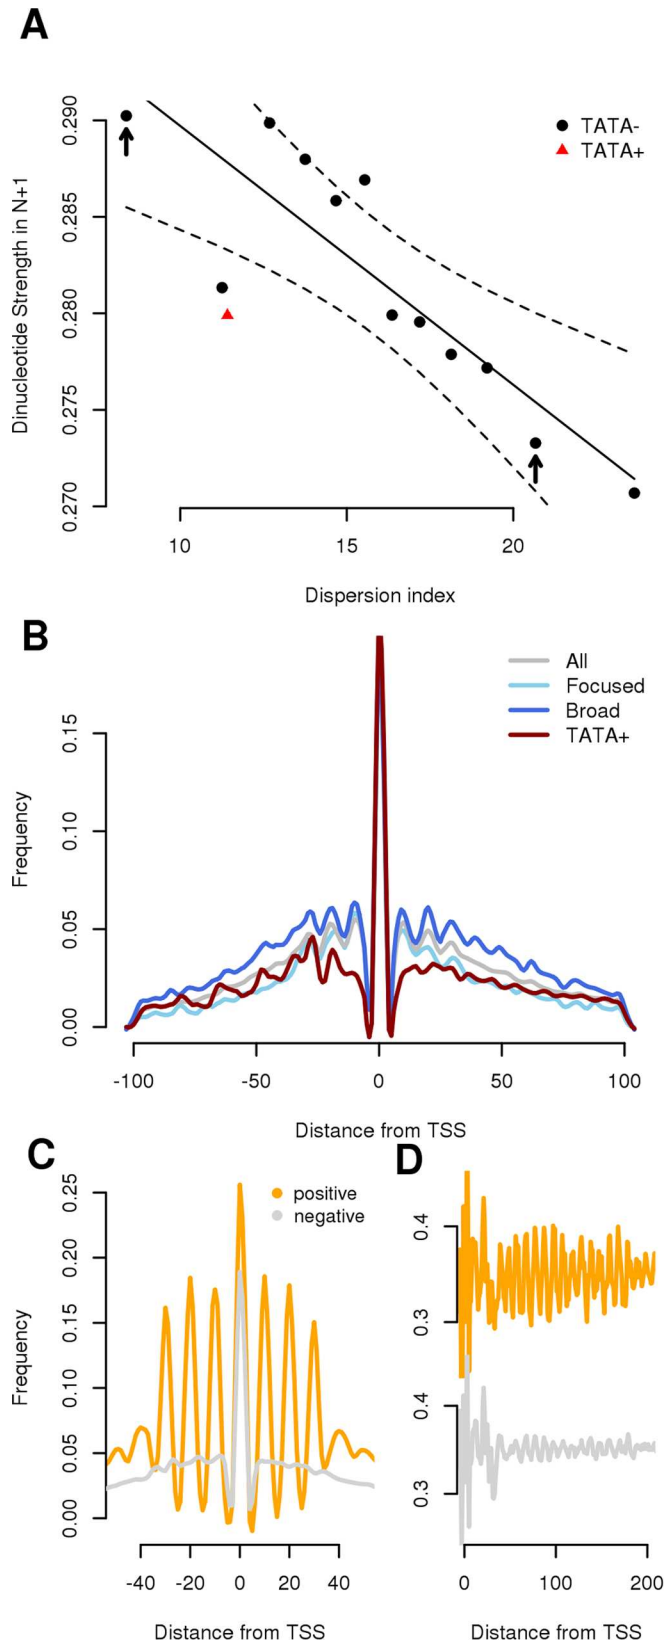 A
Dinucleotide Strength in N+1
0.290
0.285
0.280
0.275
0.270
TATA-
TATA+
10 15 20
Dispersion index
B
Frequency
0.15
0.10
0.05
0.00
All
Focused
Broad
TATA+
-100 -50 0 50 100
Distance from TSS
C
Frequency
0.25
0.20
0.15
0.10
0.05
0.00
positive
negative
-40 -20 0 20 40
Distance from TSS
D
0.4
0.3
0.4
0.3
0 100 200
Distance from TSS